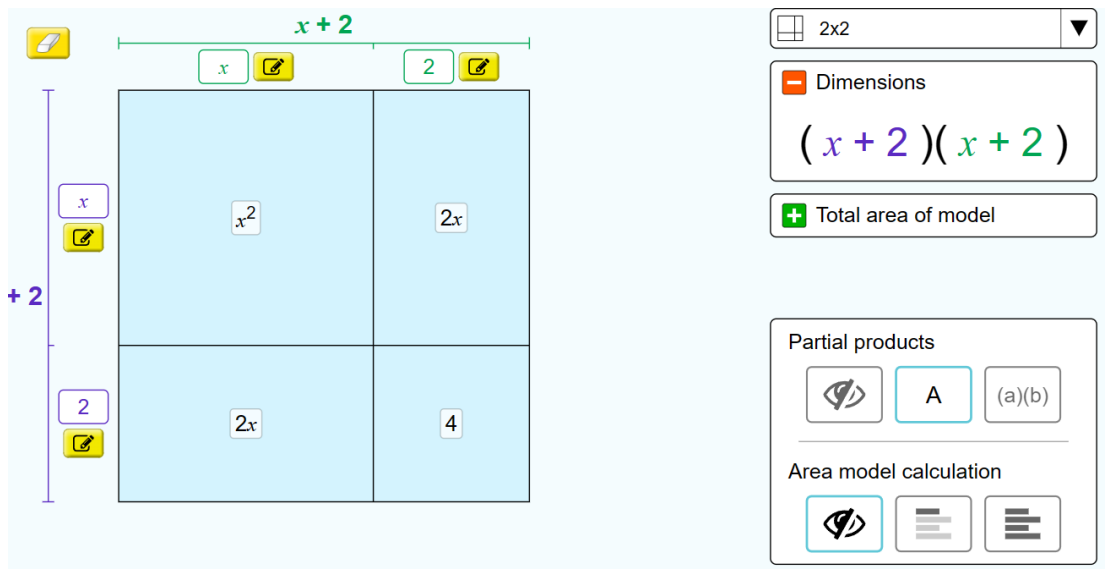 x + 2
x 2
x
x² 2x
+ 2
2
2x 4
2x2
Dimensions
( x + 2 )( x + 2 )
Total area of model
Partial products
A (a)(b)
Area model calculation